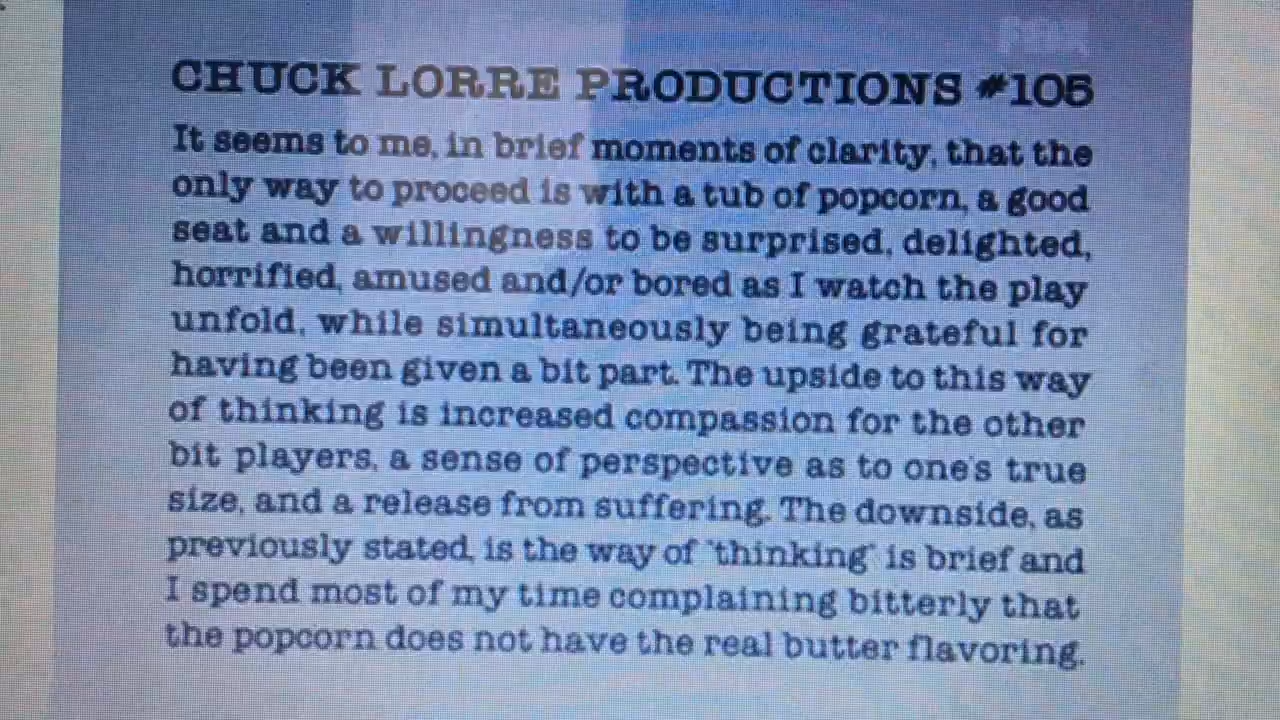 CHUCK LORRE PRODUCTIONS #105
It seems to me, in brief moments of clarity, that the
only way to proceed is with a tub of popcorn, a good
seat and a willingness to be surprised, delighted,
horrified, amused and/or bored as I watch the play
unfold, while simultaneously being grateful for
having been given a bit part. The upside to this way
of thinking is increased compassion for the other
bit players, a sense of perspective as to one's true
size, and a release from suffering. The downside, as
previously stated, is the way of "thinking" is brief and
I spend most of my time complaining bitterly that
the popcorn does not have the real butter flavoring.